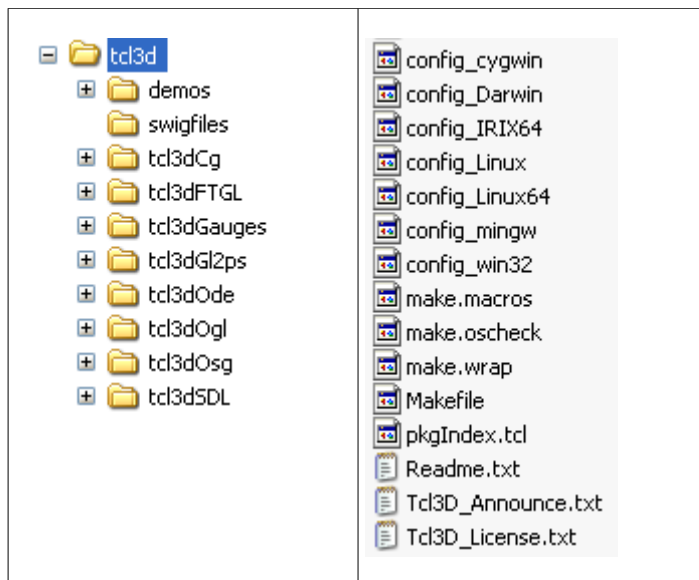 tcl3d
demos
swigfiles
tcl3dCg
tcl3dFTGL
tcl3dGauges
tcl3dGl2ps
tcl3dOde
tcl3dOgl
tcl3dOsg
tcl3dSDL
config_cygwin
config_Darwin
config_IRIX64
config_Linux
config_Linux64
config_mingw
config_win32
make.macros
make.oscheck
make.wrap
Makefile
pkgIndex.tcl
Readme.txt
Tcl3D_Announce.txt
Tcl3D_License.txt